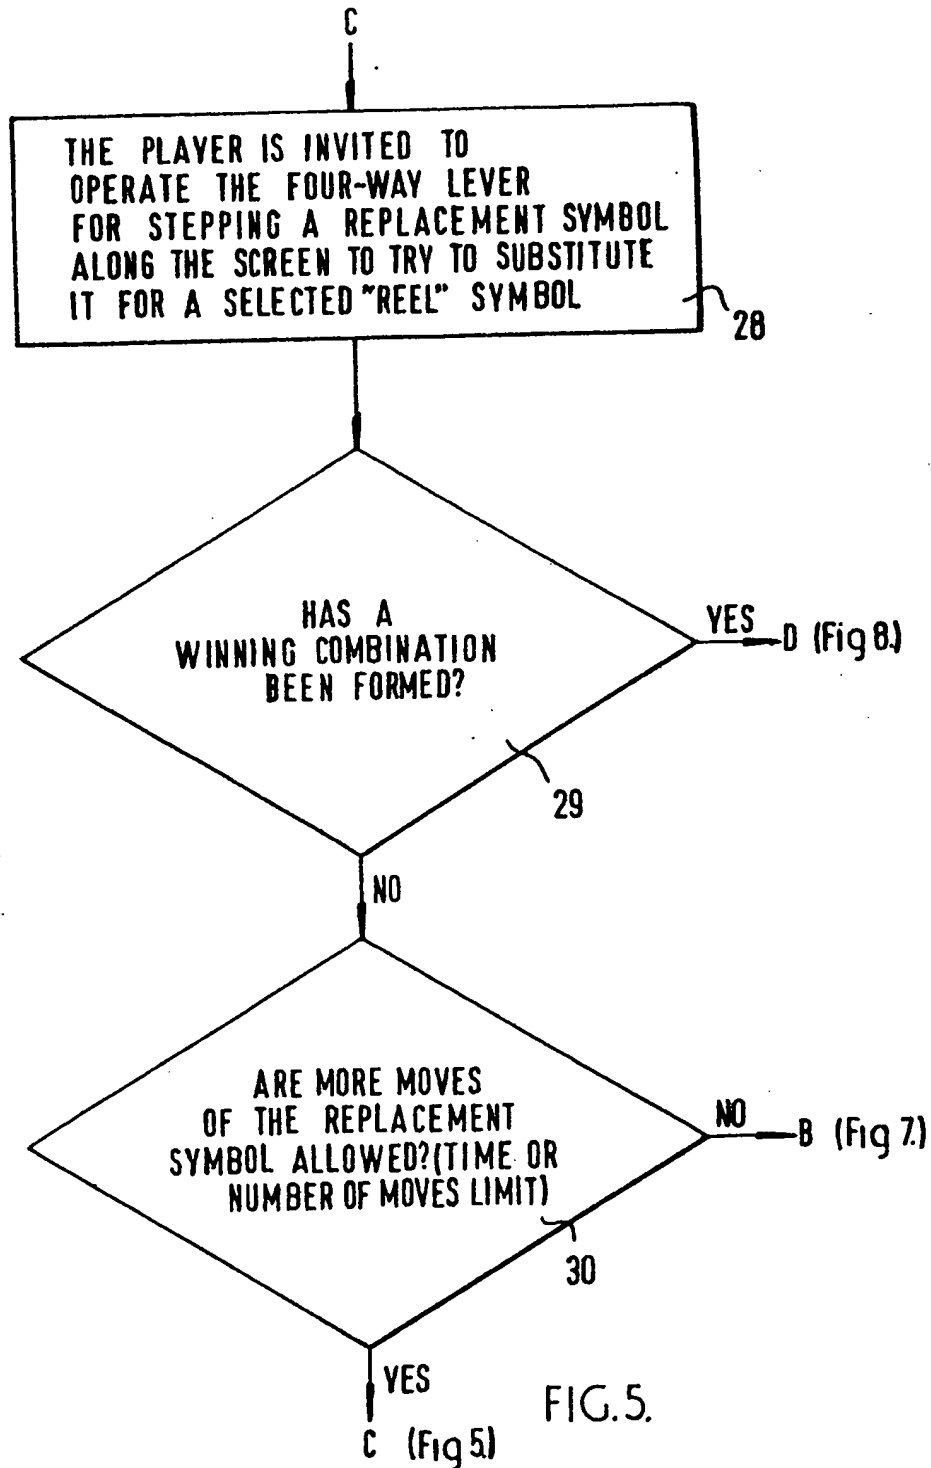 C
THE PLAYER IS INVITED TO
OPERATE THE FOUR-WAY LEVER
FOR STEPPING A REPLACEMENT SYMBOL
ALONG THE SCREEN TO TRY TO SUBSTITUTE
IT FOR A SELECTED "REEL" SYMBOL
28
HAS A
WINNING COMBINATION
BEEN FORMED?
YES
D (Fig 8.)
29
NO
ARE MORE MOVES
OF THE REPLACEMENT
SYMBOL ALLOWED?(TIME OR
NUMBER OF MOVES LIMIT)
NO
B (Fig 7.)
30
YES
C (Fig 5.)
FIG.5.